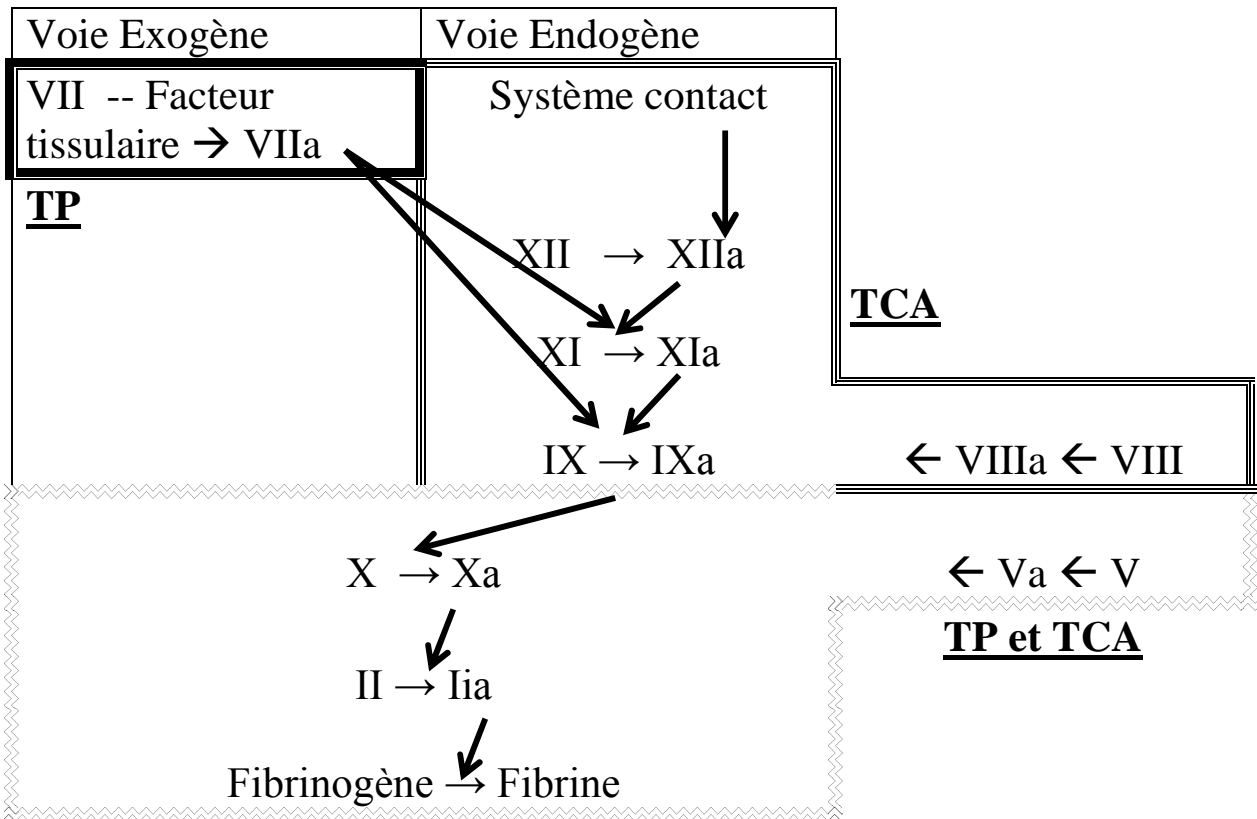 Voie Exogène
Voie Endogène
VII -- Facteur
tissulaire → VIIa
Système contact
TP
XII → XIIa
TCA
XI → XIa
IX → IXa
← VIIIa ← VIII
X → Xa
← Va ← V
TP et TCA
II → Iia
Fibrinogène → Fibrine